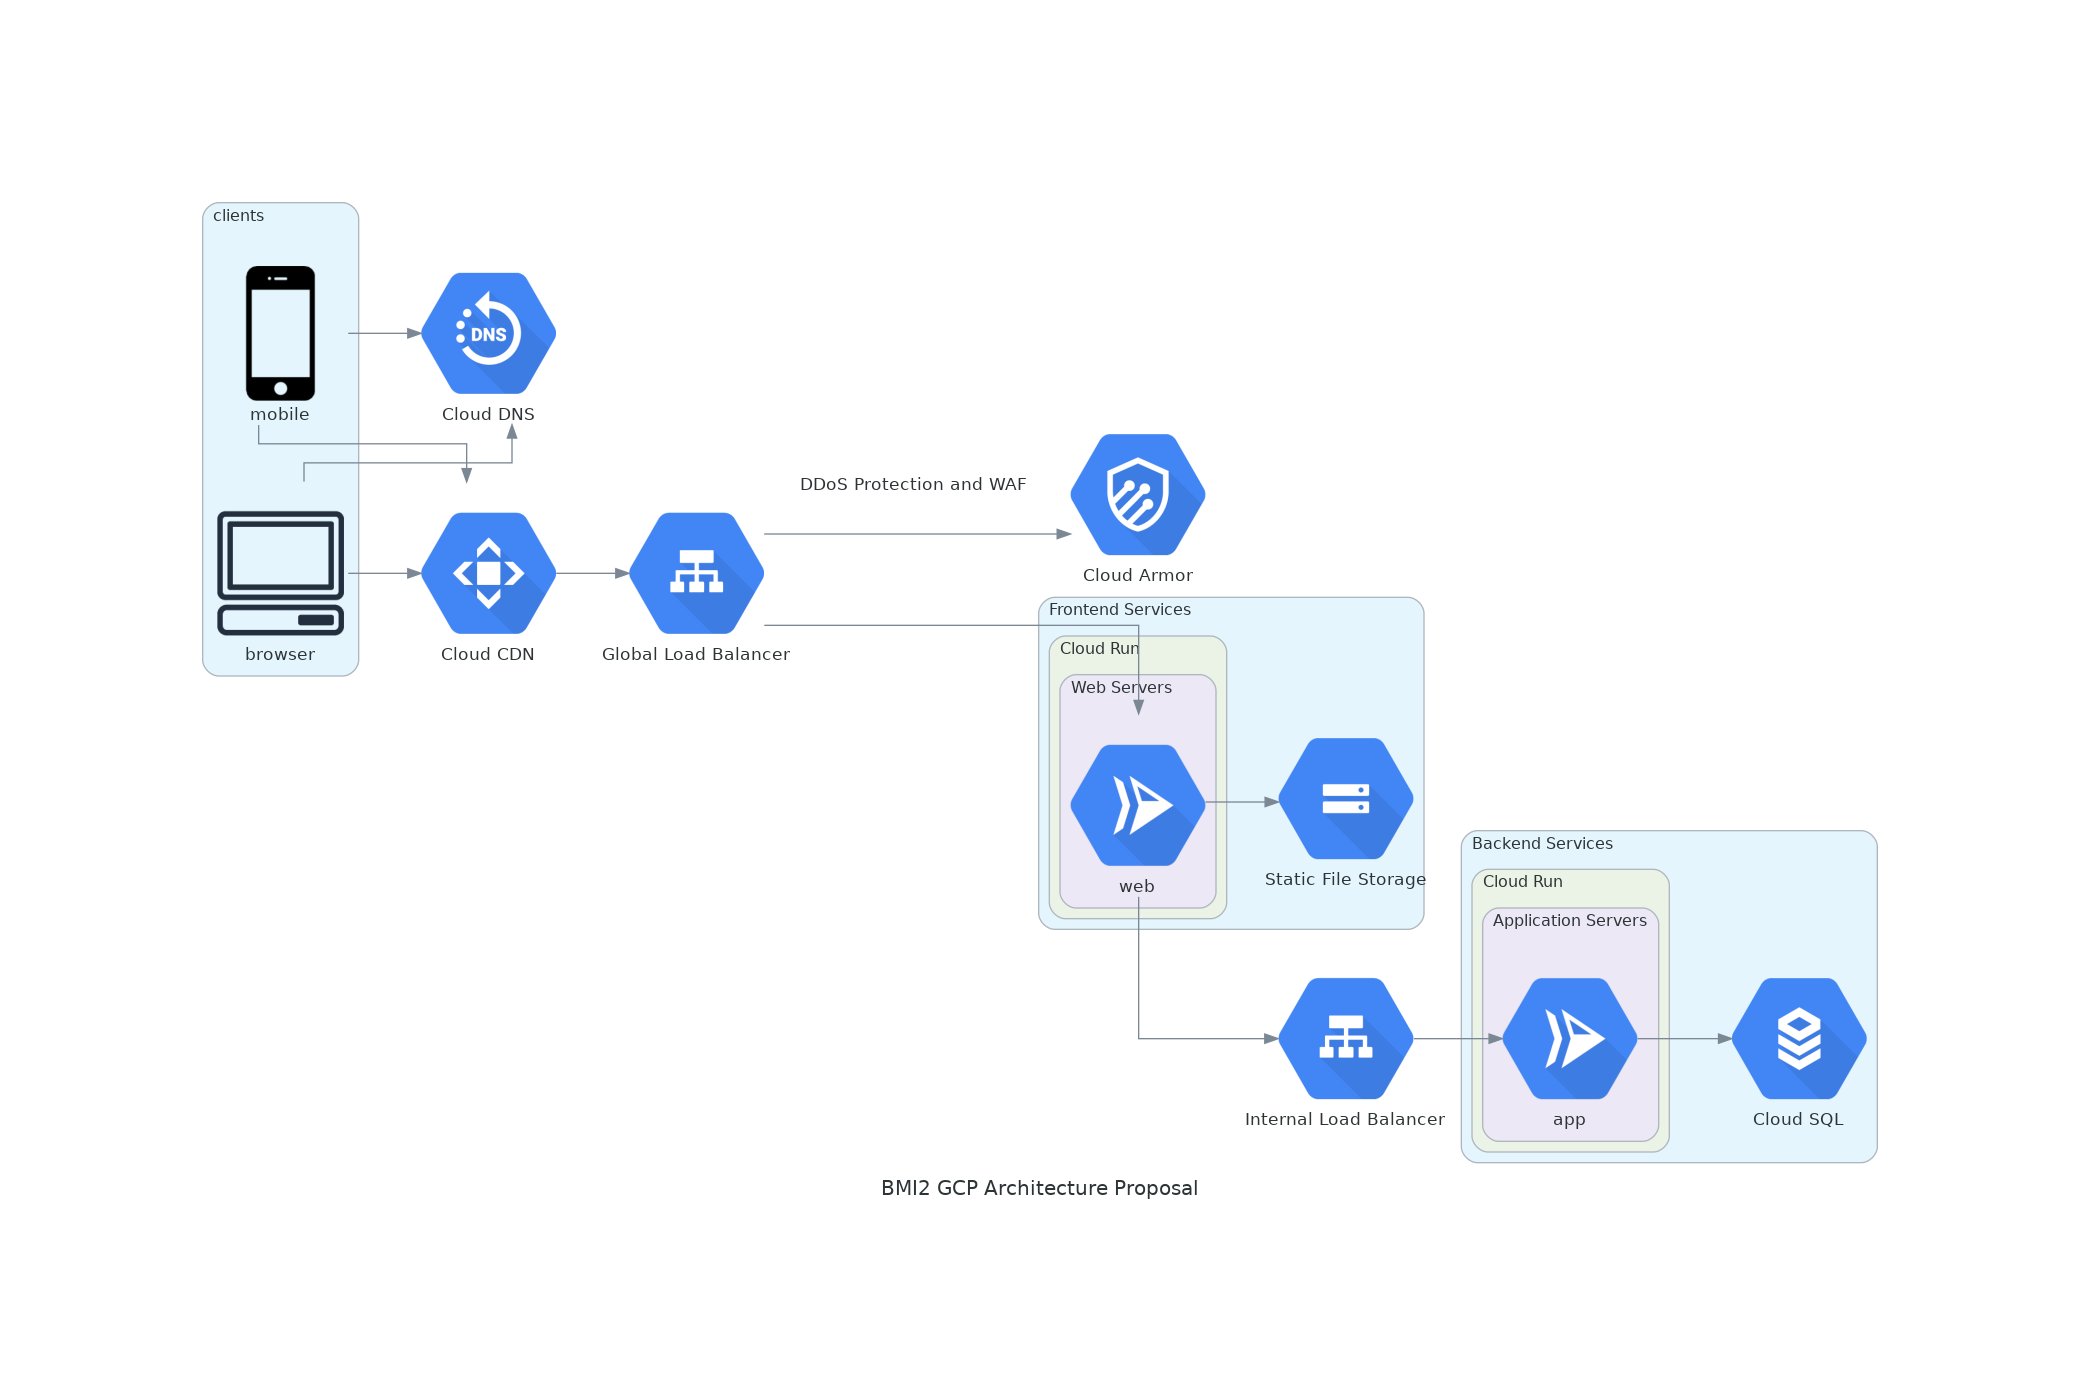 clients
mobile
DNS
Cloud DNS
browser
Cloud CDN
Global Load Balancer
DDoS Protection and WAF
Cloud Armor
Frontend Services
Cloud Run
Web Servers
web
Static File Storage
Internal Load Balancer
Backend Services
Cloud Run
Application Servers
app
Cloud SQL
BMI2 GCP Architecture Proposal